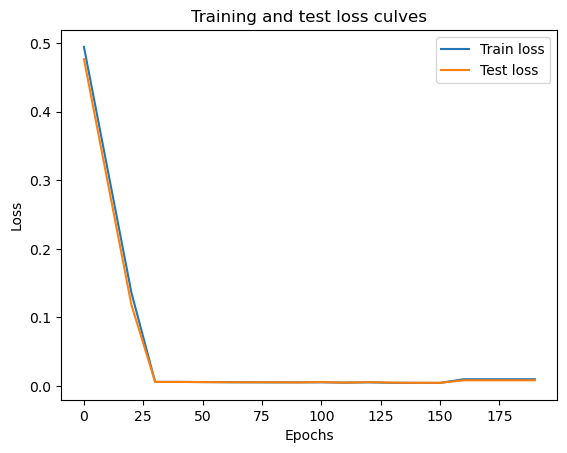 Training and test loss culves
Train loss
Test loss
0.5
0.4
0.3
0.2
0.1
0.0
Loss
0 25 50 75 100 125 150 175
Epochs